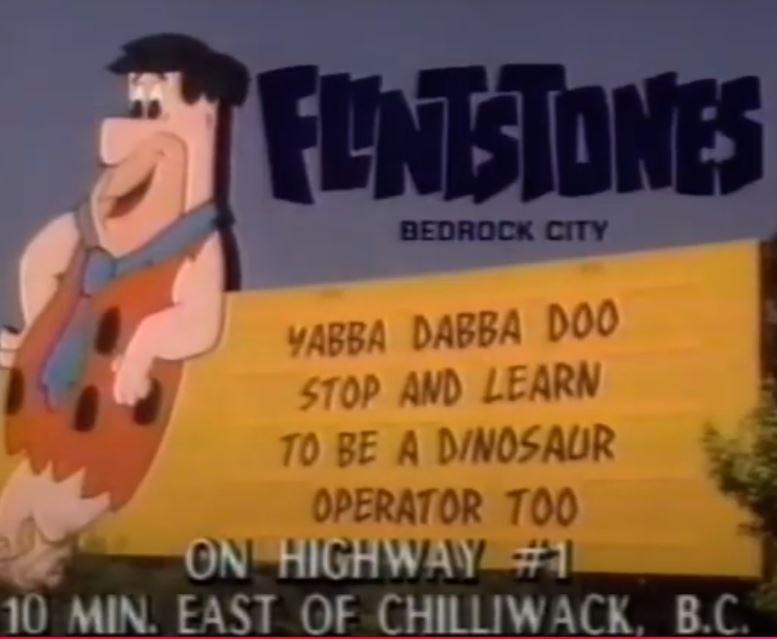 FLINTSTONES
BEDROCK CITY
YABBA DABBA DOO
STOP AND LEARN
TO BE A DINOSAUR
OPERATOR TOO
ON HIGHWAY #1
10 MIN. EAST OF CHILLIWACK, B.C.